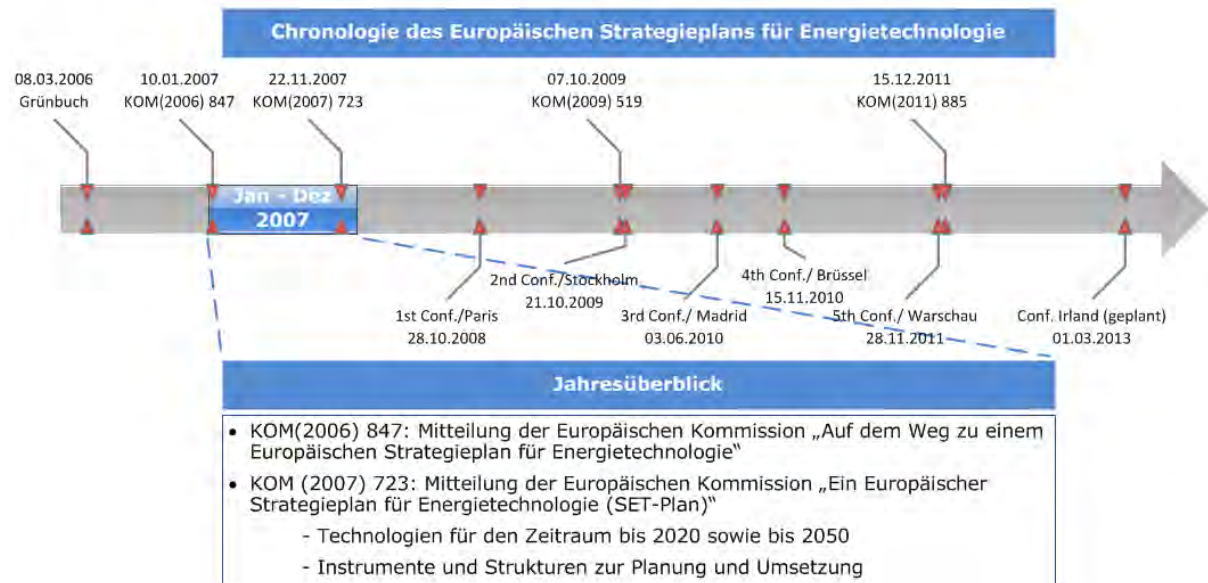 Chronologie des Europäischen Strategieplans für Energietechnologie
08.03.2006
Grünbuch
10.01.2007
KOM(2006) 847
22.11.2007
KOM(2007) 723
07.10.2009
KOM(2009) 519
15.12.2011
KOM(2011) 885
Jan - Dez
2007
1st Conf./Paris
28.10.2008
2nd Conf./Stockholm
21.10.2009
3rd Conf./ Madrid
03.06.2010
4th Conf./ Brüssel
15.11.2010
5th Conf./ Warschau
28.11.2011
Conf. Irland (geplant)
01.03.2013
Jahresüberblick
• KOM(2006) 847: Mitteilung der Europäischen Kommission „Auf dem Weg zu einem
Europäischen Strategieplan für Energietechnologie“
• KOM (2007) 723: Mitteilung der Europäischen Kommission „Ein Europäischer
Strategieplan für Energietechnologie (SET-Plan)“
- Technologien für den Zeitraum bis 2020 sowie bis 2050
- Instrumente und Strukturen zur Planung und Umsetzung